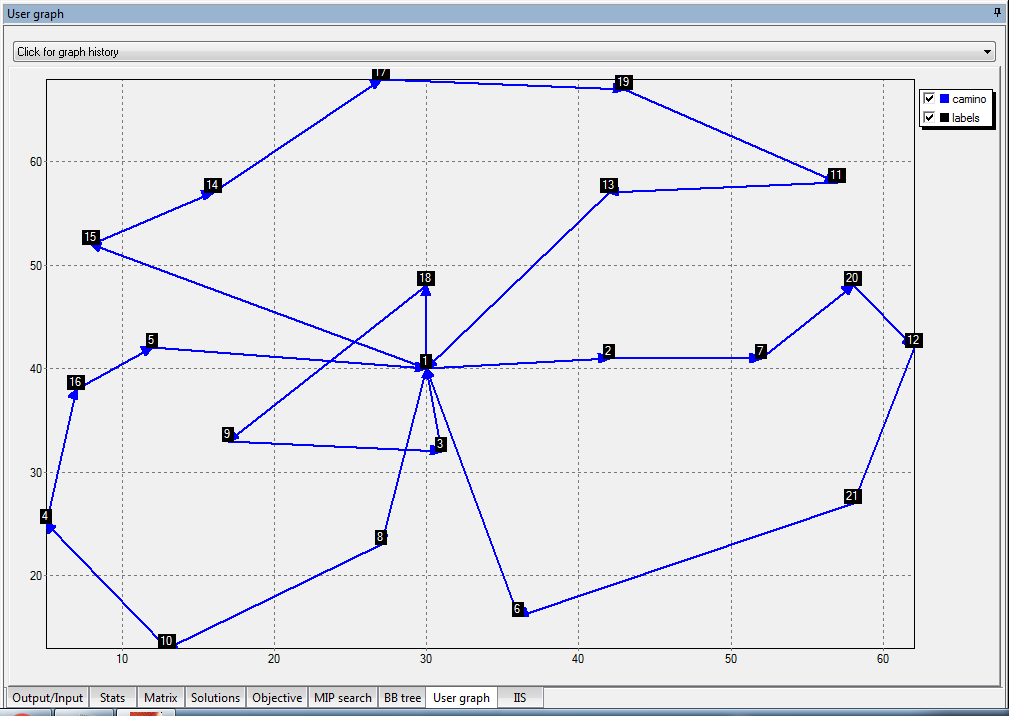 User graph
Click for graph history
camino
labels
17
19
60
14
11
13
15
50
18
20
5
2
7
12
1
40
16
9
3
30
4
21
8
20
6
10
10
20
30
40
50
60
Output/Input
Stats
Matrix
Solutions
Objective
MIP search
BB tree
User graph
IIS